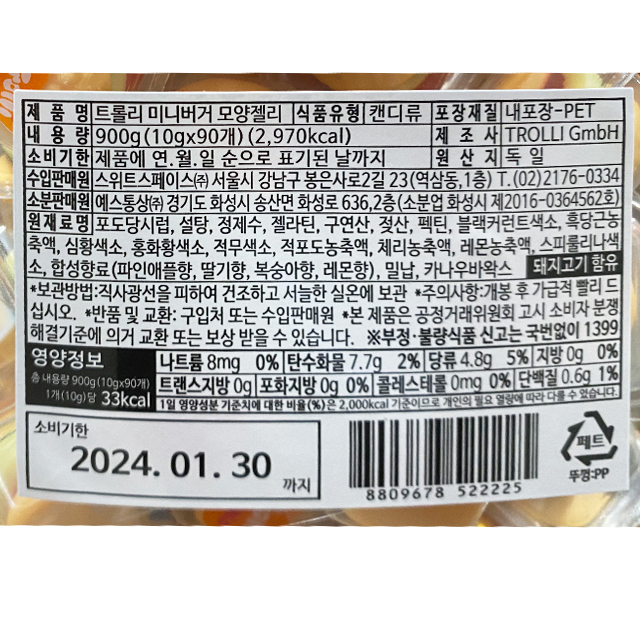 제 품 명 트롤리 미니버거 모양젤리 식품유형 캔디류 포장재질 내포장-PET
내 용 량 900g(10gx90개)(2,970kcal) 제 조 사 TROLLI GmbH
소비기한 제품에 연.월.일 순으로 표기된 날까지 원 산 지 독 일
수입판매원 스위트스페이스㈜ 서울시 강남구 봉은사로2길 23(역삼동,1층) T.(02)2176-0334
소분판매원 예스통상㈜ 경기도 화성시 송산면 화성로 636,2층(소분업 화성시 제2016-0364562호)
원재료명 포도당시럽, 설탕, 정제수, 젤라틴, 구연산, 젖산, 펙틴, 블랙커런트색소, 흑당근농
축액, 심황색소, 홍화황색소, 적무색소, 적포도농축액, 체리농축액, 레몬농축액, 스피룰리나색
소, 합성향료(파인애플향, 딸기향, 복숭아향, 레몬향), 밀납, 카나우바왁스 돼지고기 함유
*보관방법:직사광선을 피하여 건조하고 서늘한 실온에 보관 *주의사항:개봉 후 가급적 빨리 드
십시오. *반품 및 교환: 구입처 또는 수입판매원 *본 제품은 공정거래위원회 고시 소비자 분쟁
해결기준에 의거 교환 또는 보상 받을 수 있습니다. ※부정·불량식품 신고는 국번없이 1399
영양정보
총 내용량 900g(10gx90개)
1개(10g)당 33kcal
나트륨 8mg 0% 탄수화물 7.7g 2% 당류 4.8g 5% 지방 0g 0%
트랜스지방 0g 포화지방 0g 0% 콜레스테롤 0mg 0% 단백질 0.6g 1%
1일 영양성분 기준치에 대한 비율(%)은 2,000kcal 기준이므로 개인의 필요 열량에 따라 다를 수 있습니다.
소비기한
2024. 01. 30 까지
8809678 522225
페트
뚜껑:PP